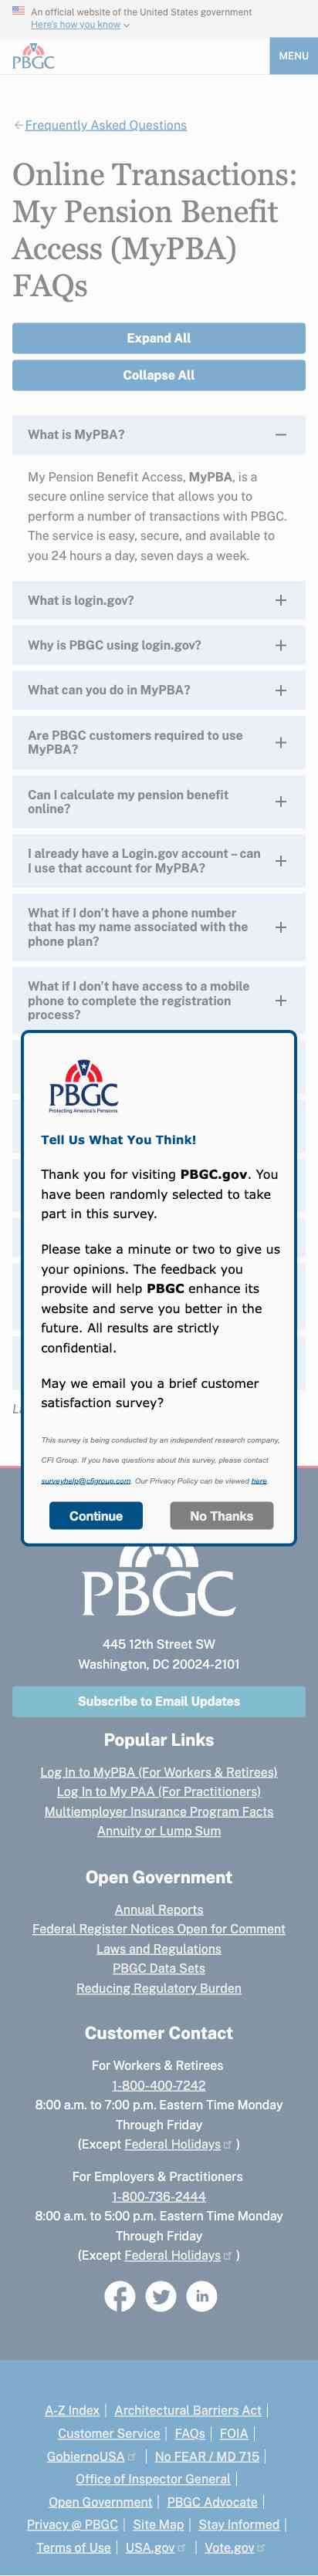 An official website of the United States government
Here's how you know
PBGC
MENU
Frequently Asked Questions
Online Transactions:
My Pension Benefit
Access (MyPBA)
FAQs
Expand All
Collapse All
What is MyPBA?
My Pension Benefit Access, MyPBA, is a
secure online service that allows you to
perform a number of transactions with PBGC.
The service is easy, secure, and available to
you 24 hours a day, seven days a week.
What is login.gov?
Why is PBGC using login.gov?
What can you do in MyPBA?
Are PBGC customers required to use
MyPBA?
Can I calculate my pension benefit
online?
I already have a Login.gov account – can
I use that account for MyPBA?
What if I don't have a phone number
that has my name associated with the
phone plan?
What if I don't have access to a mobile
phone to complete the registration
process?
PBGC
Protecting America's Pensions
Tell Us What You Think!
Thank you for visiting PBGC.gov. You
have been randomly selected to take
part in this survey.
Please take a minute or two to give us
your opinions. The feedback you
provide will help PBGC enhance its
website and serve you better in the
future. All results are strictly
confidential.
May we email you a brief customer
satisfaction survey?
This survey is being conducted by an independent research company,
CFI Group. If you have questions about this survey, please contact
surveyhelp@cfigroup.com. Our Privacy Policy can be viewed here.
Continue
No Thanks
PBGC
445 12th Street SW
Washington, DC 20024-2101
Subscribe to Email Updates
Popular Links
Log In to MyPBA (For Workers & Retirees)
Log In to My PAA (For Practitioners)
Multiemployer Insurance Program Facts
Annuity or Lump Sum
Open Government
Annual Reports
Federal Register Notices Open for Comment
Laws and Regulations
PBGC Data Sets
Reducing Regulatory Burden
Customer Contact
For Workers & Retirees
1-800-400-7242
8:00 a.m. to 7:00 p.m. Eastern Time Monday
Through Friday
(Except Federal Holidays )
For Employers & Practitioners
1-800-736-2444
8:00 a.m. to 5:00 p.m. Eastern Time Monday
Through Friday
(Except Federal Holidays )
A-Z Index | Architectural Barriers Act |
Customer Service | FAQs | FOIA |
GobiernoUSA | No FEAR / MD 715 |
Office of Inspector General |
Open Government | PBGC Advocate |
Privacy @ PBGC | Site Map | Stay Informed |
Terms of Use | USA.gov | Vote.gov